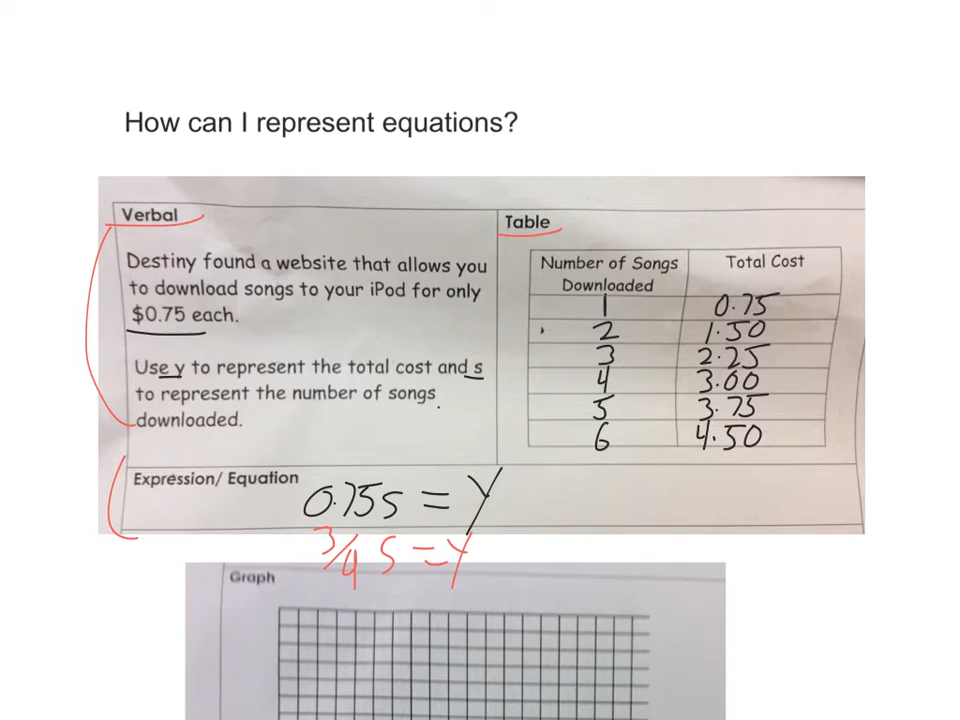 How can I represent equations?
Verbal
Destiny found a website that allows you
to download songs to your iPod for only
$0.75 each.
Use y to represent the total cost and s
to represent the number of songs
downloaded.
Table
Number of Songs Downloaded Total Cost
1 0.75
2 1.50
3 2.25
4 3.00
5 3.75
6 4.50
Expression/ Equation
0.75s = y
3/4 s = y
Graph